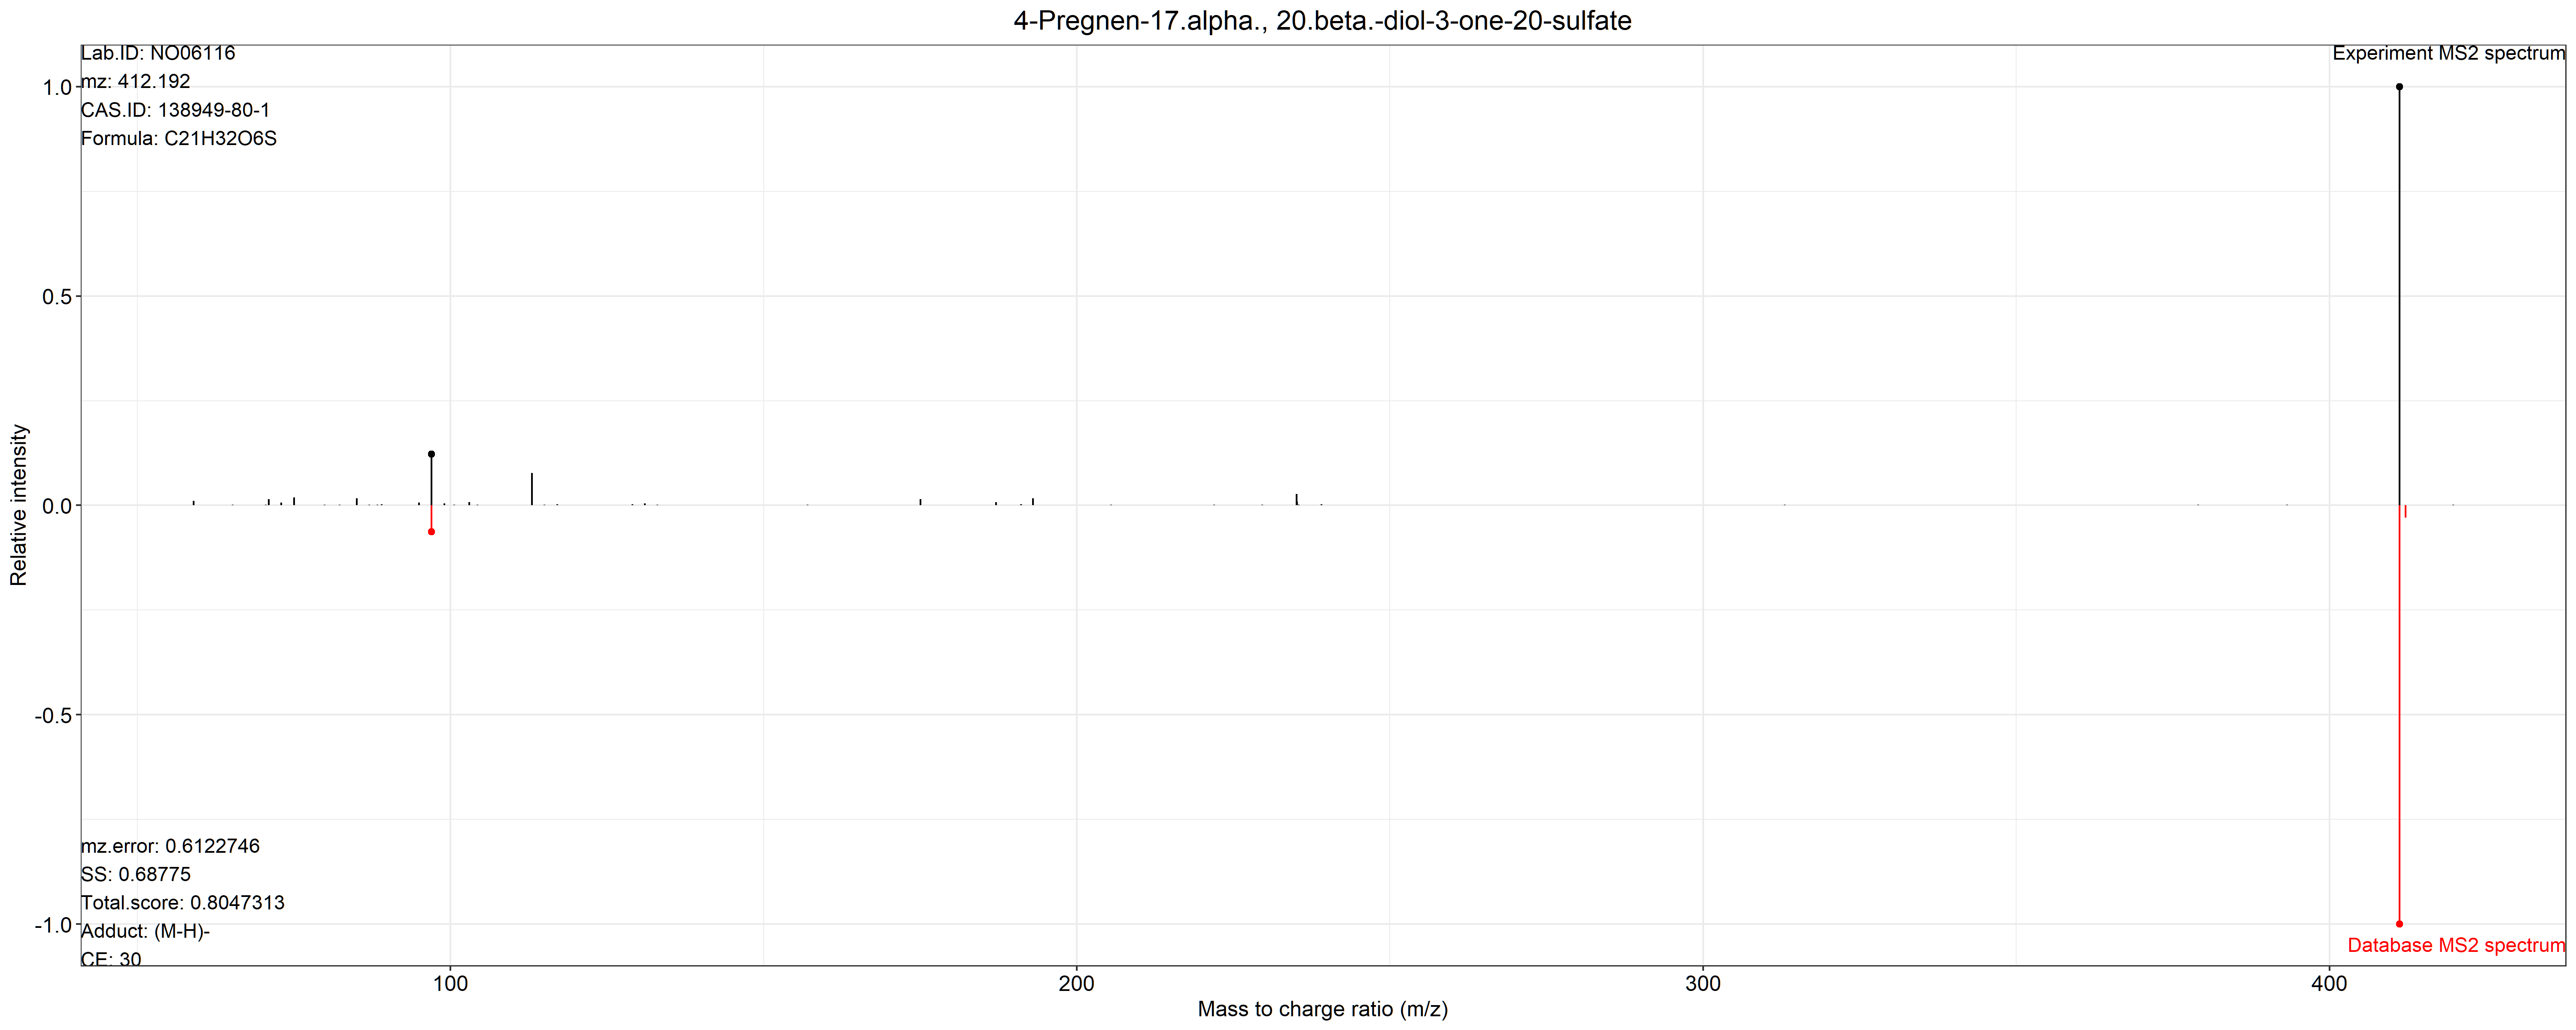 4-Pregnen-17.alpha., 20.beta.-diol-3-one-20-sulfate
Lab.ID: NO06116
mz: 412.192
CAS.ID: 138949-80-1
Formula: C21H32O6S
Experiment MS2 spectrum
1.0
0.5
0.0
-0.5
-1.0
Relative intensity
mz.error: 0.6122746
SS: 0.68775
Total.score: 0.8047313
Adduct: (M-H)-
CE: 30
Database MS2 spectrum
100
200
300
400
Mass to charge ratio (m/z)